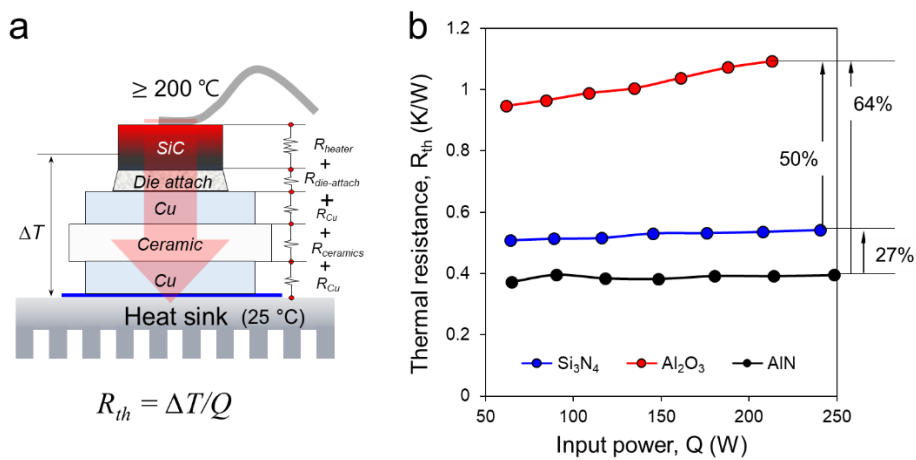 a
≥ 200 °C
SiC
Die attach
Cu
Ceramic
Cu
ΔT
R_heater
+
R_die-attach
+
R_Cu
+
R_ceramics
+
R_Cu
Heat sink (25 °C)
R_th = ΔT/Q
b
Thermal resistance, R_th (K/W)
1.2
1
0.8
0.6
0.4
0.2
0
50 100 150 200 250
Input power, Q (W)
Si₃N₄ Al₂O₃ AlN
50%
64%
27%